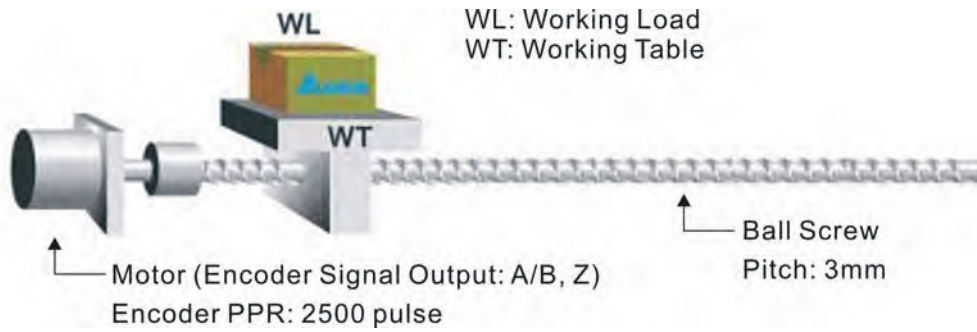 WL
WL: Working Load
WT: Working Table
WT
Ball Screw
Pitch: 3mm
Motor (Encoder Signal Output: A/B, Z)
Encoder PPR: 2500 pulse